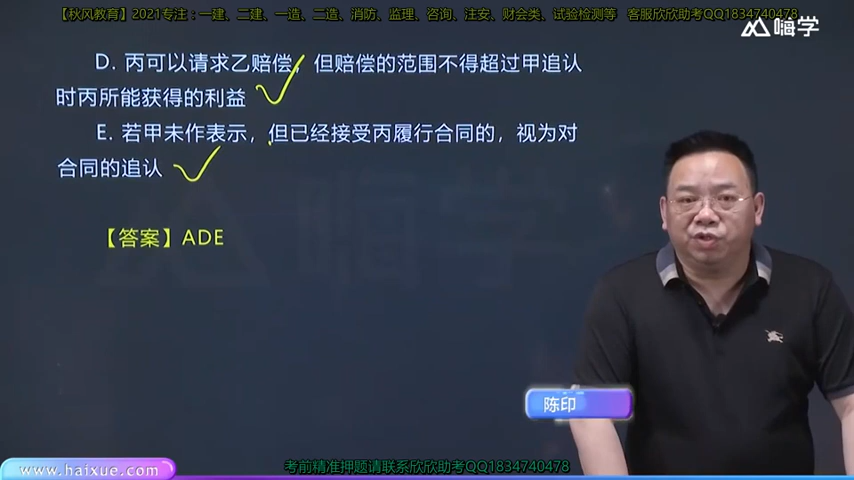 【秋风教育】2021专注：一建、二建、一造、二造、消防、监理、咨询、注安、财会类、试验检测等 客服欣欣助考QQ1834740478
嗨学
D. 丙可以请求乙赔偿，但赔偿的范围不得超过甲追认
时丙所能获得的利益
E. 若甲未作表示，但已经接受丙履行合同的，视为对
合同的追认
嗨学
【答案】ADE
陈印
www.haixue.com
考前精准押题请联系欣欣助考QQ1834740478